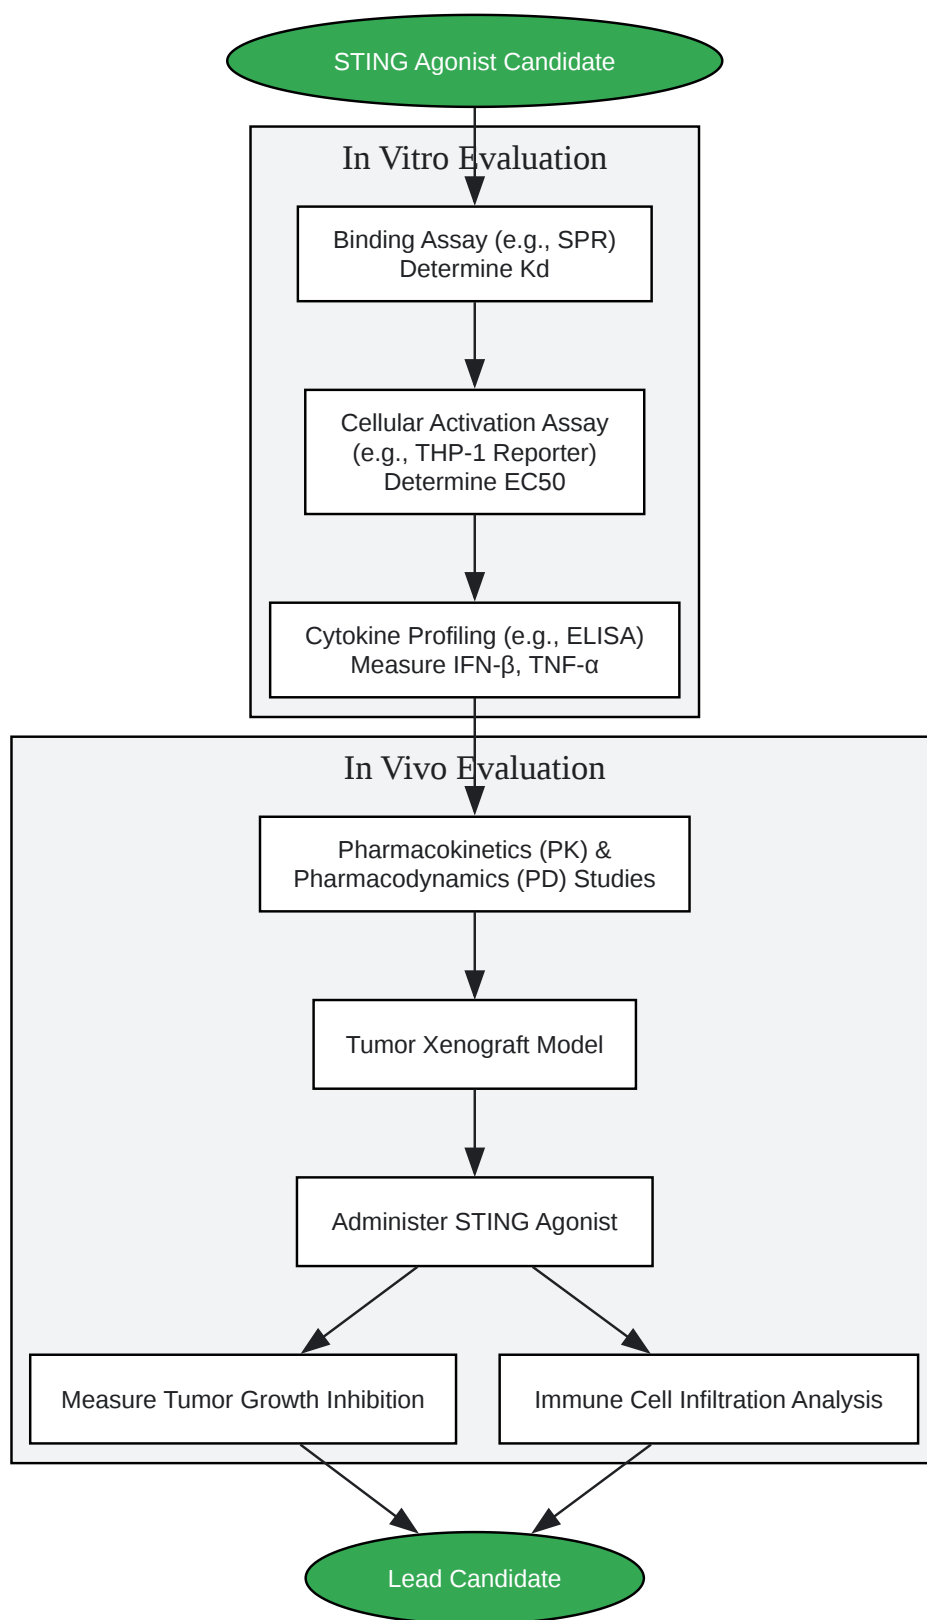 STING Agonist Candidate
In Vitro Evaluation
Binding Assay (e.g., SPR)
Determine Kd
Cellular Activation Assay
(e.g., THP-1 Reporter)
Determine EC50
Cytokine Profiling (e.g., ELISA)
Measure IFN-β, TNF-α
In Vivo Evaluation
Pharmacokinetics (PK) &
Pharmacodynamics (PD) Studies
Tumor Xenograft Model
Administer STING Agonist
Measure Tumor Growth Inhibition
Immune Cell Infiltration Analysis
Lead Candidate